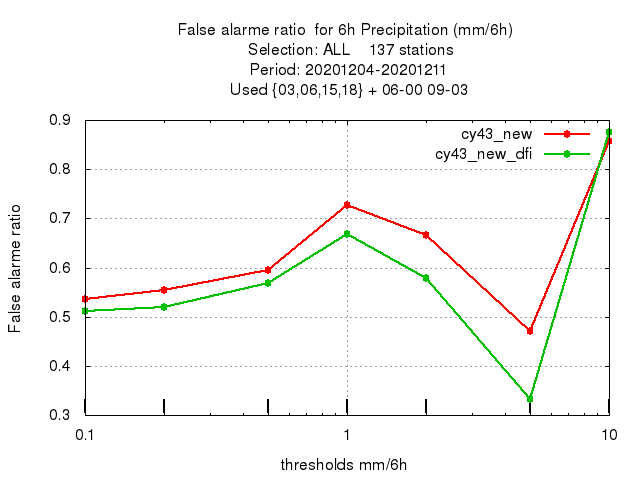 False alarme ratio  for 6h Precipitation (mm/6h)
Selection: ALL    137 stations
Period: 20201204-20201211
Used {03,06,15,18} + 06-00 09-03
cy43_new
cy43_new_dfi
0.9
0.8
0.7
0.6
0.5
0.4
0.3
False alarme ratio
0.1
1
10
thresholds mm/6h